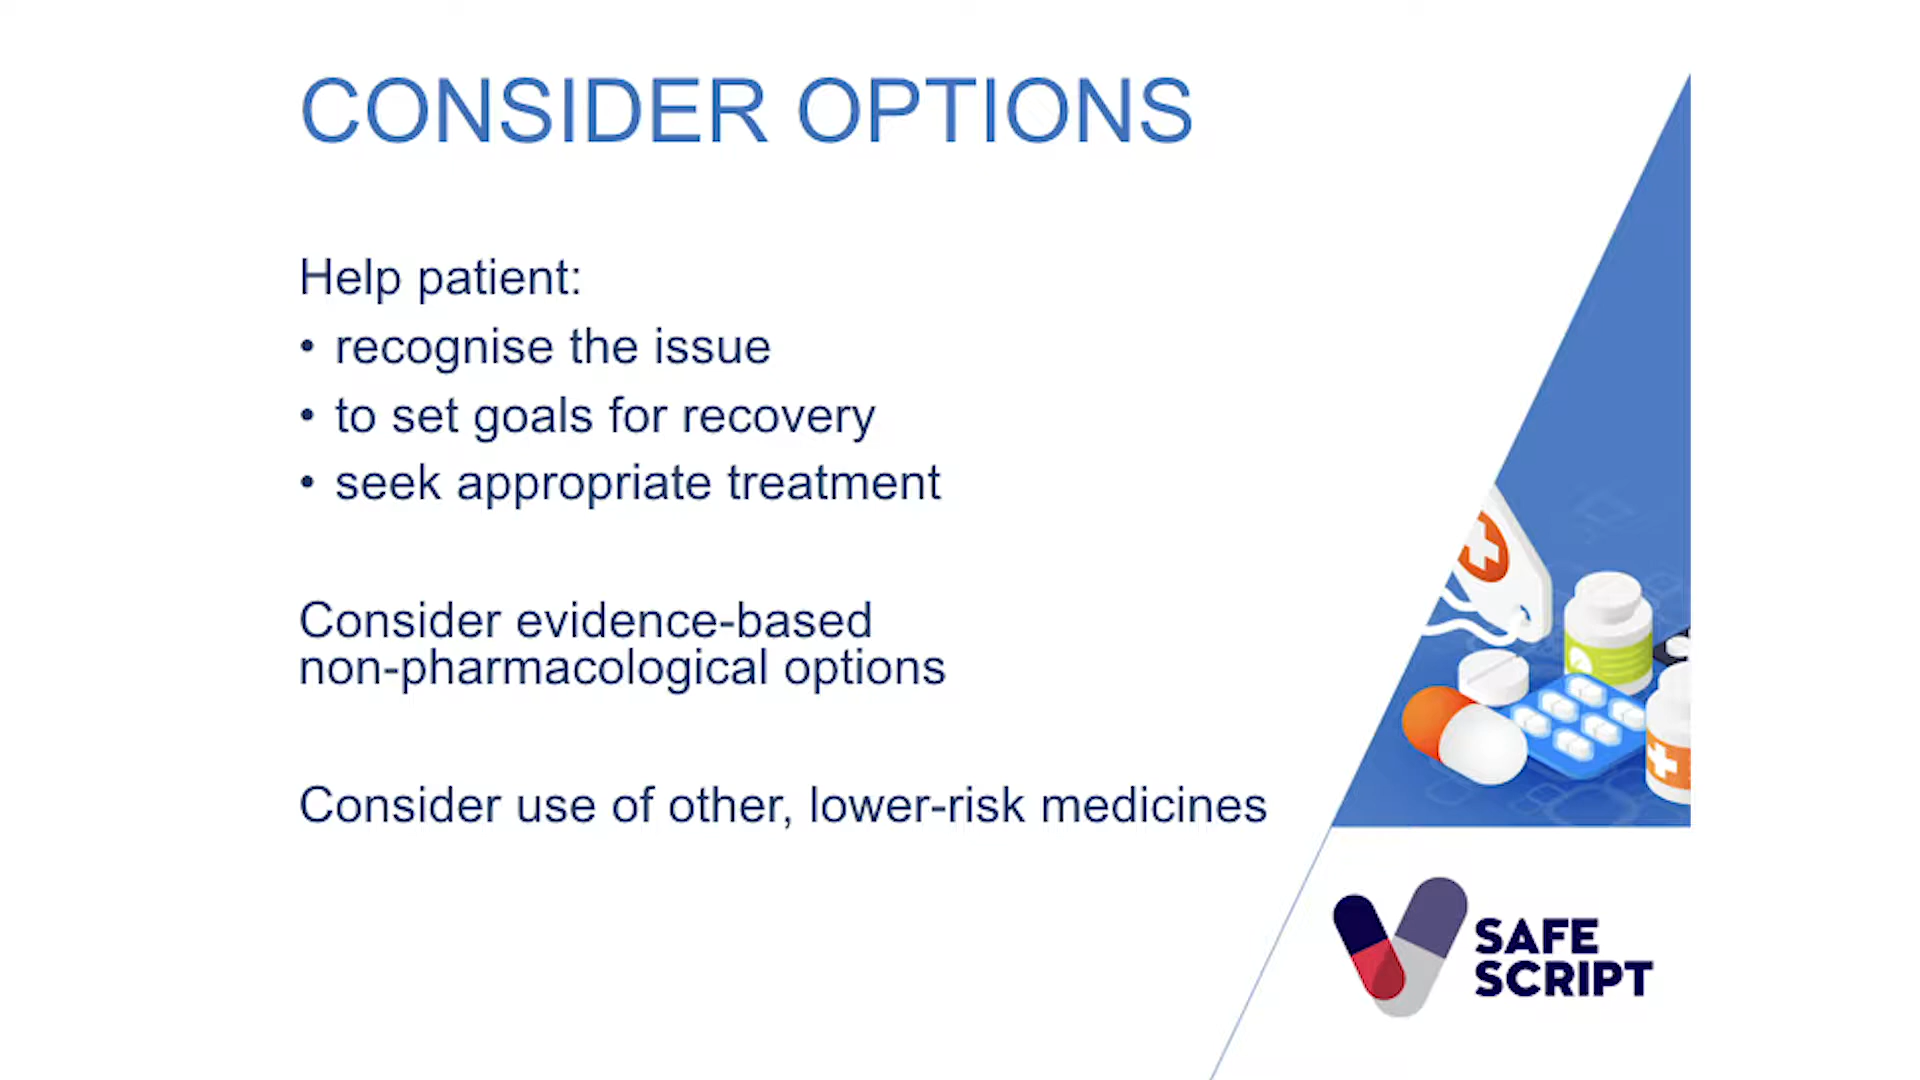 CONSIDER OPTIONS
Help patient:
• recognise the issue
• to set goals for recovery
• seek appropriate treatment
Consider evidence-based
non-pharmacological options
Consider use of other, lower-risk medicines
SAFE
SCRIPT